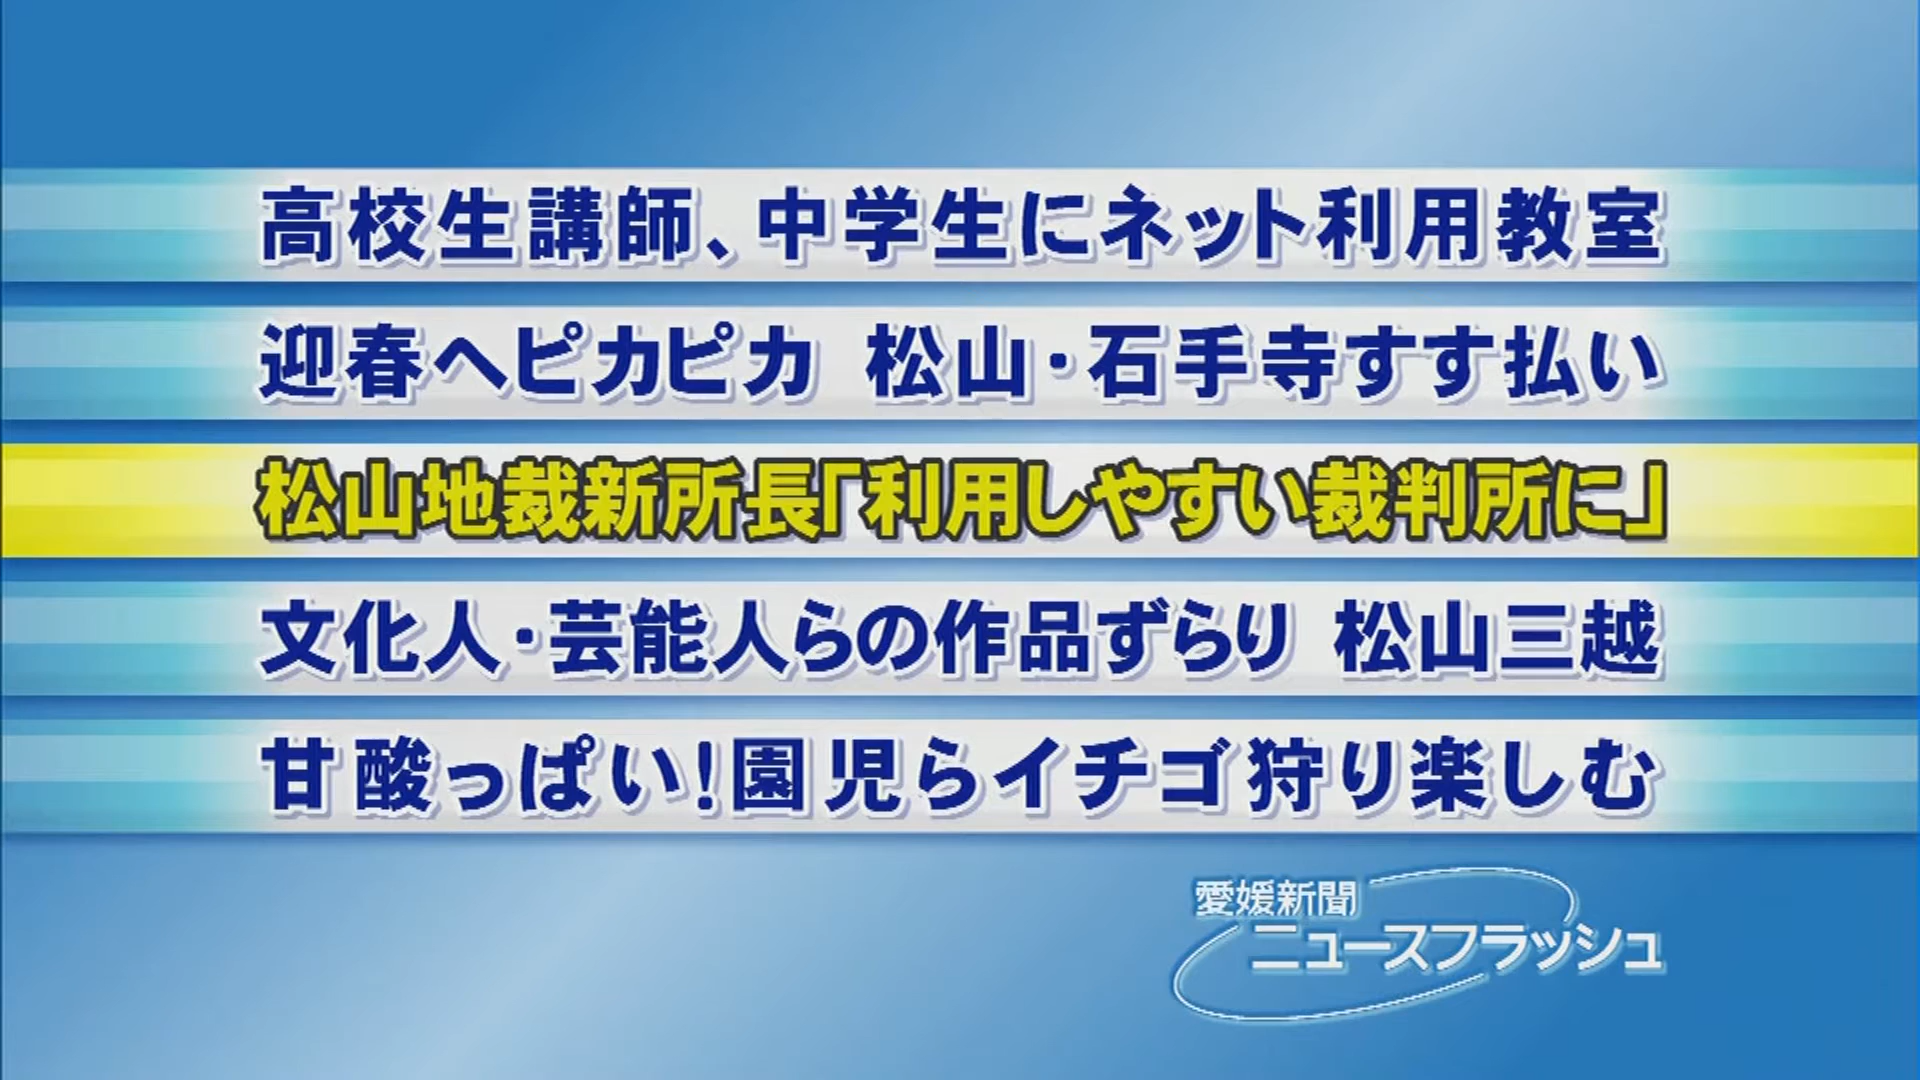 高校生講師、中学生にネット利用教室
迎春へピカピカ 松山・石手寺すす払い
松山地裁新所長「利用しやすい裁判所に」
文化人・芸能人らの作品ずらり 松山三越
甘酸っぱい！園児らイチゴ狩り楽しむ
愛媛新聞
ニュースフラッシュ